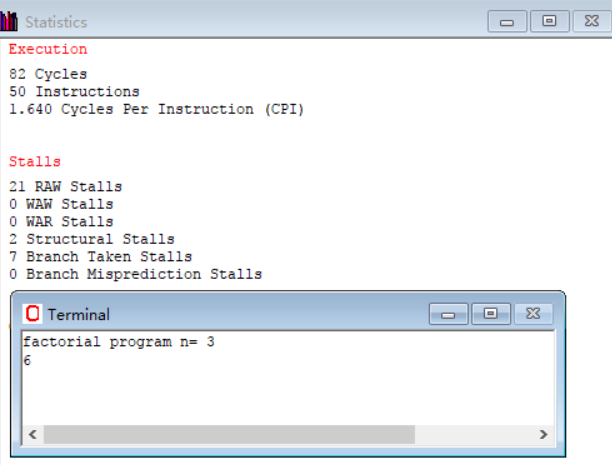 Statistics
Execution
82 Cycles
50 Instructions
1.640 Cycles Per Instruction (CPI)
Stalls
21 RAW Stalls
0 WAW Stalls
0 WAR Stalls
2 Structural Stalls
7 Branch Taken Stalls
0 Branch Misprediction Stalls
Terminal
factorial program n= 3
6